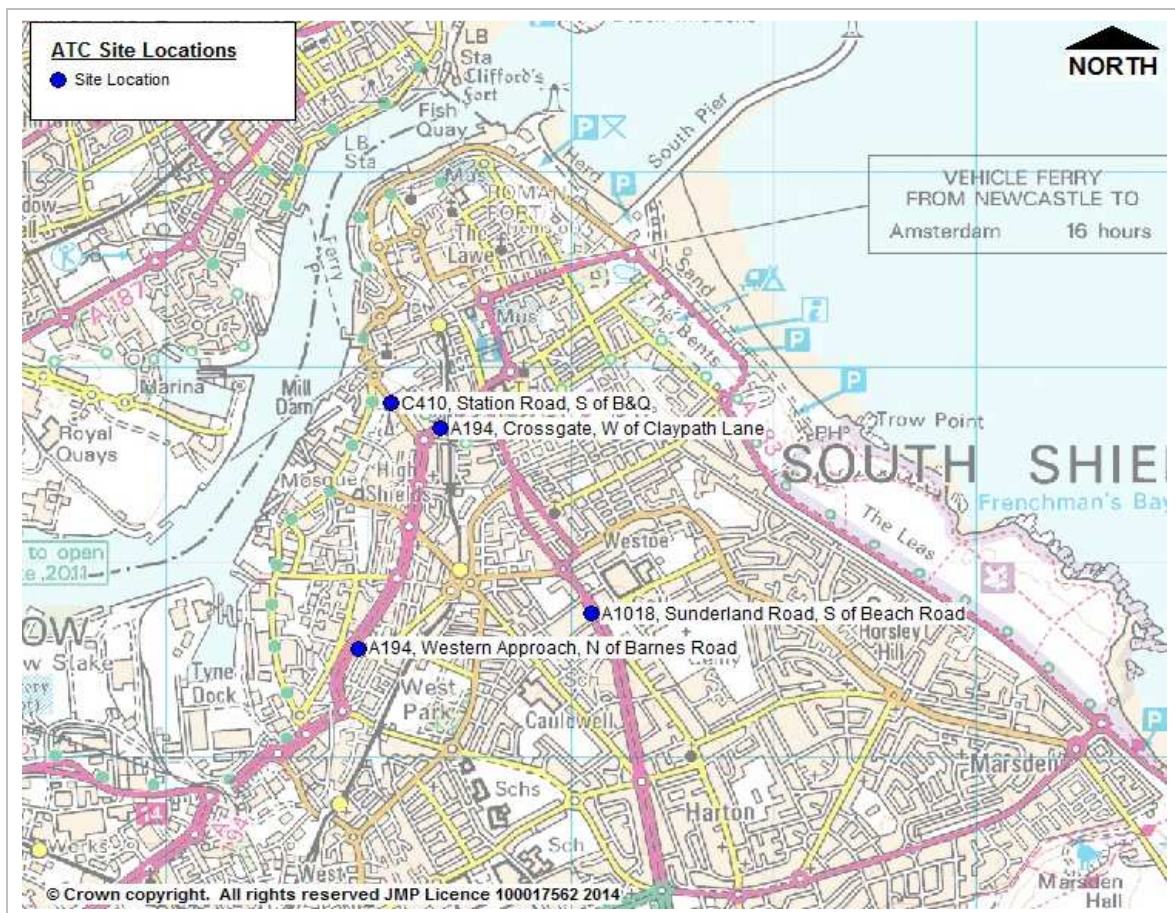 ATC Site Locations
Site Location
NORTH
LB
Sta
Clifford's
Fort
Fish
Quay
LB
Sta
Herd
South Pier
VEHICLE FERRY
FROM NEWCASTLE TO
Amsterdam 16 hours
Mus
ROMAN
FORT
The
Lawe
Ferry P
Sand
The Bents
Mus
A 187
Marina
Mill
Dam
Royal
Quays
C410, Station Road, S of B&Q
A194, Crossgate, W of Claypath Lane
Trow Point
PH
SOUTH SHIE
Frenchman's Ba
Mosque
High
Shields
The Leas
Westoe
to open
A1018, Sunderland Road, S of Beach Road
Horsley
Hill
A194, Western Approach, N of Barnes Road
Tyne
Dock
West
Park
Sch
Cauldwell
Marsden
Schs
Harton
Sch
Works
West
Marsden
Hall
© Crown copyright. All rights reserved JMP Licence 100017562 2014